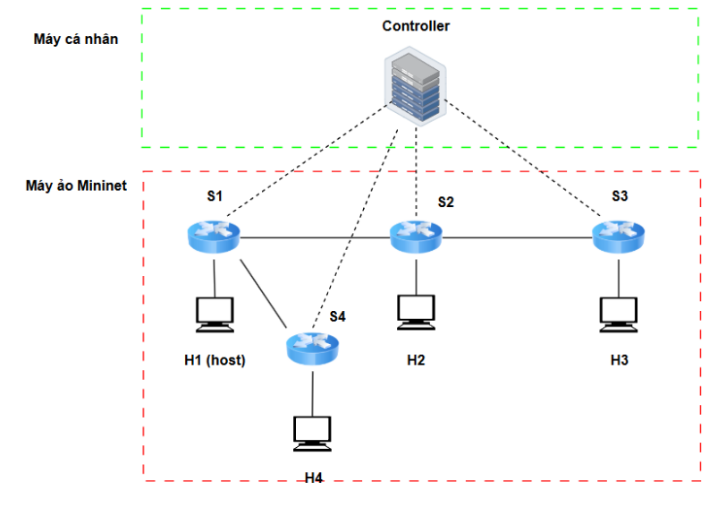 Controller
Máy cá nhân
Máy ảo Mininet
S1
S2
S3
S4
H1 (host)
H2
H3
H4